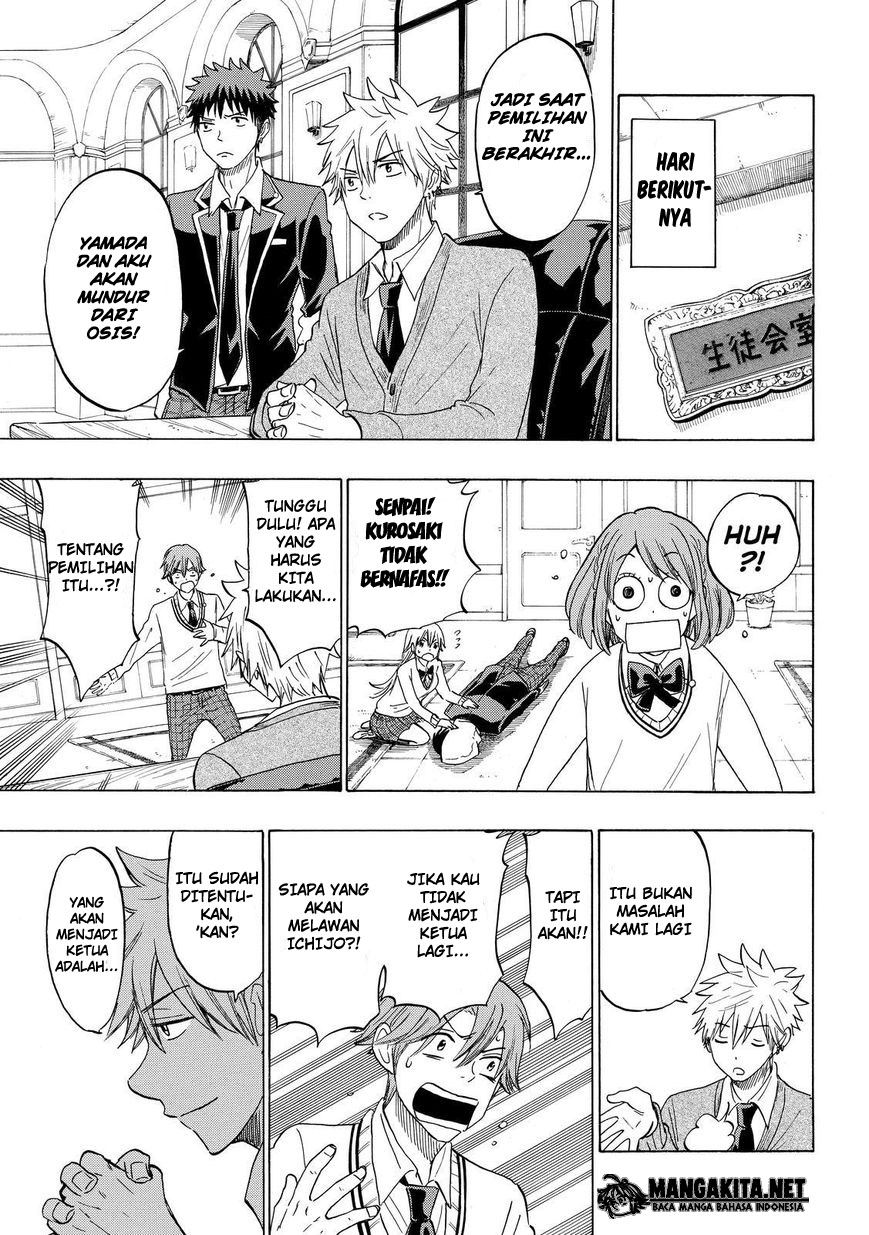 HARI
BERIKUT-
NYA
生徒会室
JADI SAAT
PEMILIHAN
INI
BERAKHIR...
YAMADA
DAN AKU
AKAN
MUNDUR
DARI
OSIS!
HUH
?!
SENPAI!
KUROSAKI
TIDAK
BERNAFAS!!
TUNGGU
DULU! APA
YANG
HARUS
KITA
LAKUKAN...
TENTANG
PEMILIHAN
ITU...?!
ITU BUKAN
MASALAH
KAMI LAGI
TAPI
ITU
AKAN!!
JIKA KAU
TIDAK
MENJADI
KETUA
LAGI...
SIAPA YANG
AKAN
MELAWAN
ICHIJO?!
ITU SUDAH
DITENTU-
KAN,
'KAN?
YANG
AKAN
MENJADI
KETUA
ADALAH...
MANGAKITA.NET
BACA MANGA BAHASA INDONESIA